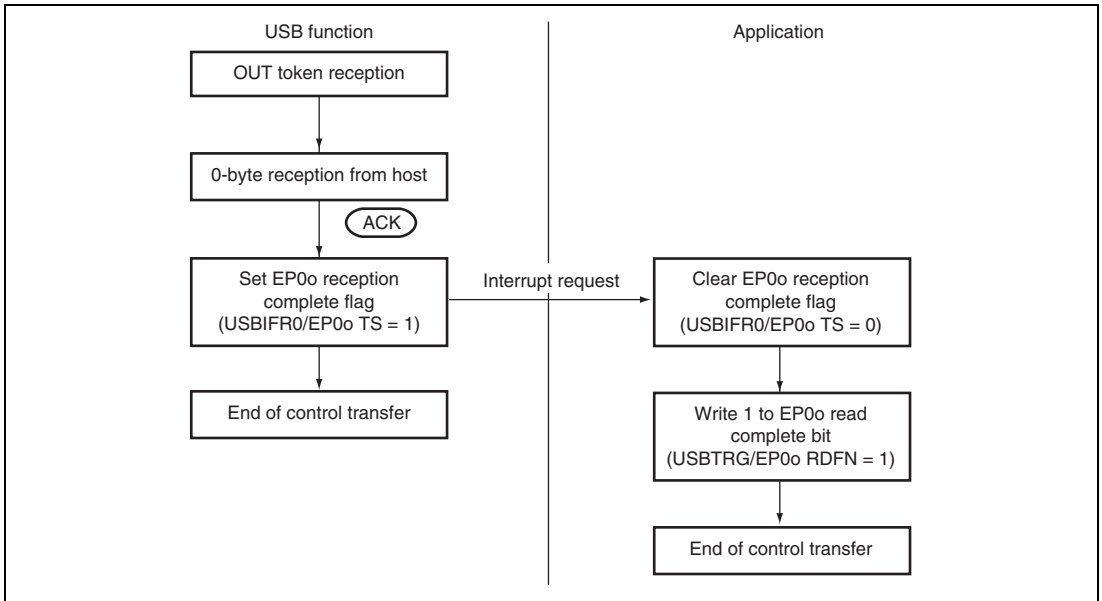 USB function
Application
OUT token reception
0-byte reception from host
ACK
Set EP0o reception
complete flag
(USBIFR0/EP0o TS = 1)
Interrupt request
Clear EP0o reception
complete flag
(USBIFR0/EP0o TS = 0)
End of control transfer
Write 1 to EP0o read
complete bit
(USBTRG/EP0o RDFN = 1)
End of control transfer